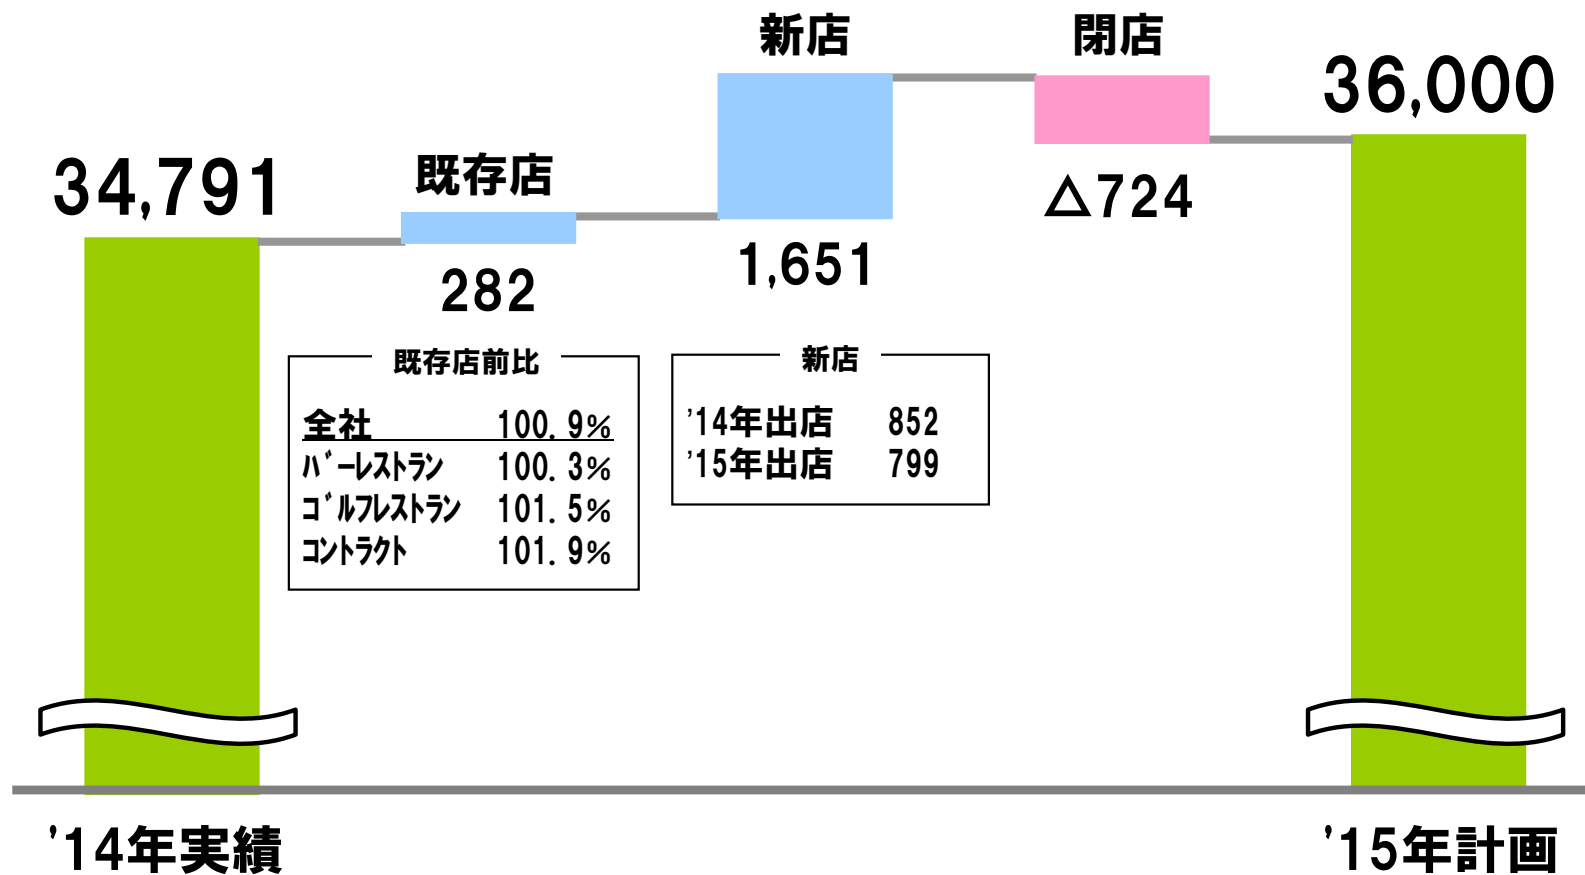 新店
閉店
36,000
34,791
既存店
△724
1,651
282
既存店前比
全社 100.9%
バーレストラン 100.3%
ゴルフレストラン 101.5%
コントラクト 101.9%
新店
'14年出店 852
'15年出店 799
'14年実績
'15年計画